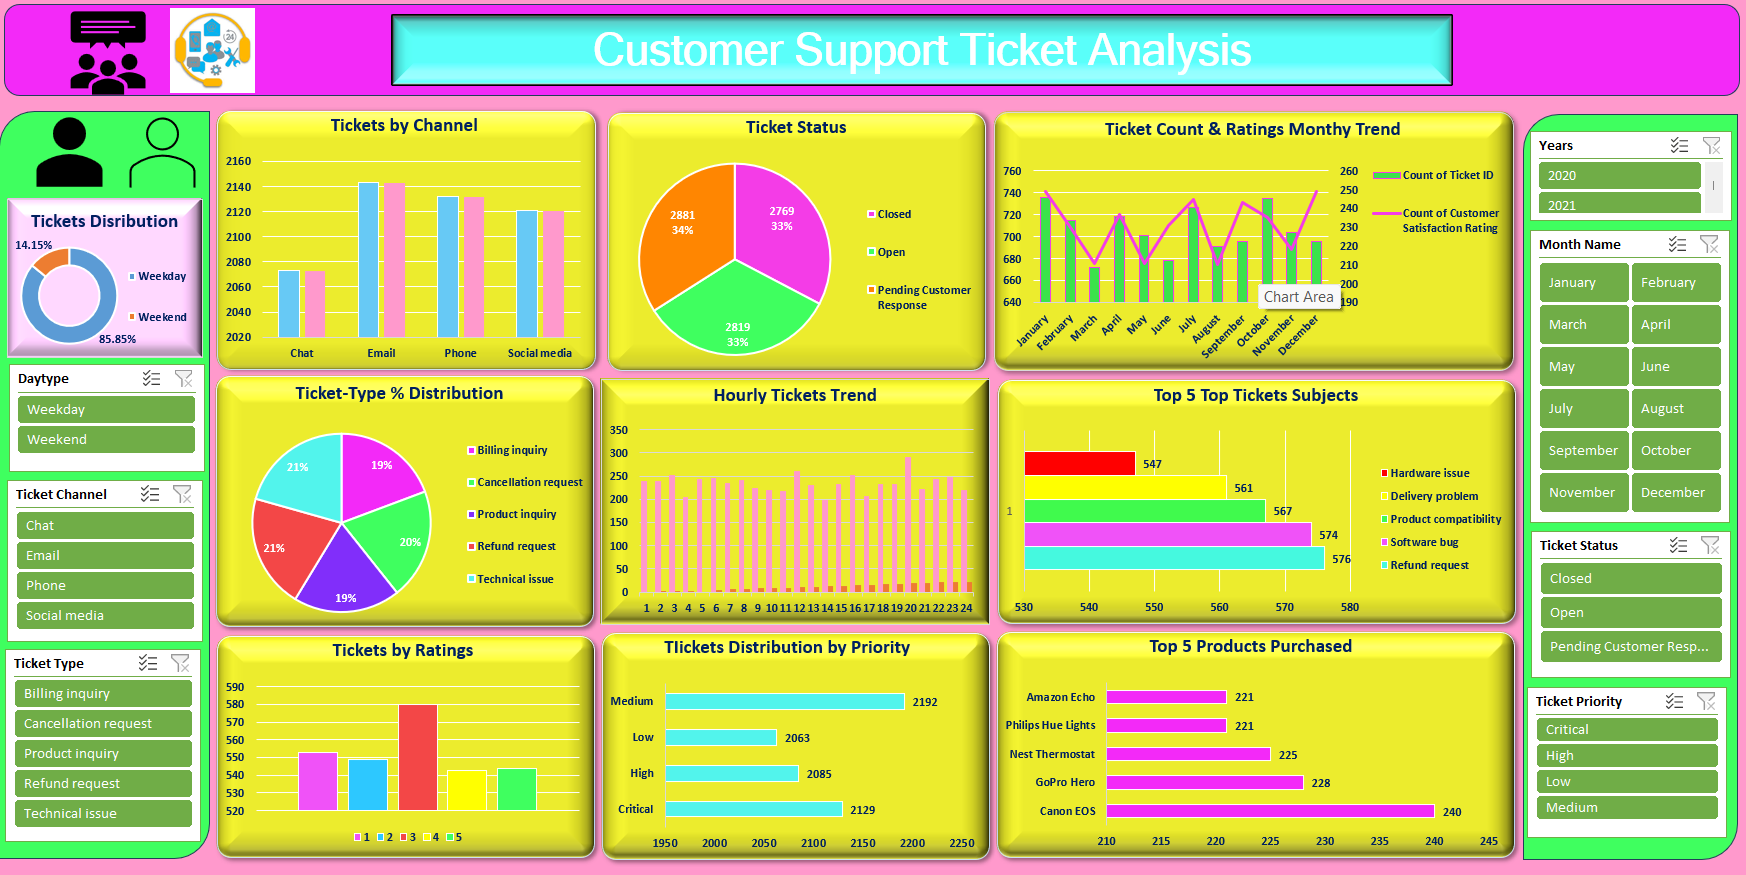 24
Customer Support Ticket Analysis
Tickets Disribution
14.15%
Weekday
Weekend
85.85%
Daytype
Weekday
Weekend
Ticket Channel
Chat
Email
Phone
Social media
Ticket Type
Billing inquiry
Cancellation request
Product inquiry
Refund request
Technical issue
Tickets by Channel
2160
2140
2120
2100
2080
2060
2040
2020
Chat Email Phone Social media
Ticket Status
2881
34%
2769
33%
2819
33%
Closed
Open
Pending Customer
Response
Ticket Count & Ratings Monthy Trend
760
740
720
700
680
660
640
260
250
240
230
220
210
200
190
January February March April May June July August September October November December
Count of Ticket ID
Count of Customer
Satisfaction Rating
Chart Area
Ticket-Type % Distribution
21%
19%
20%
19%
21%
Billing inquiry
Cancellation request
Product inquiry
Refund request
Technical issue
Hourly Tickets Trend
350
300
250
200
150
100
50
0
1 2 3 4 5 6 7 8 9 10 11 12 13 14 15 16 17 18 19 20 21 22 23 24
Top 5 Top Tickets Subjects
547
561
1
567
574
576
530 540 550 560 570 580
Hardware issue
Delivery problem
Product compatibility
Software bug
Refund request
Tickets by Ratings
590
580
570
560
550
540
530
520
1 2 3 4 5
TIickets Distribution by Priority
Medium 2192
Low 2063
High 2085
Critical 2129
1950 2000 2050 2100 2150 2200 2250
Top 5 Products Purchased
Amazon Echo 221
Philips Hue Lights 221
Nest Thermostat 225
GoPro Hero 228
Canon EOS 240
210 215 220 225 230 235 240 245
Years
2020
2021
Month Name
January February
March April
May June
July August
September October
November December
Ticket Status
Closed
Open
Pending Customer Resp...
Ticket Priority
Critical
High
Low
Medium